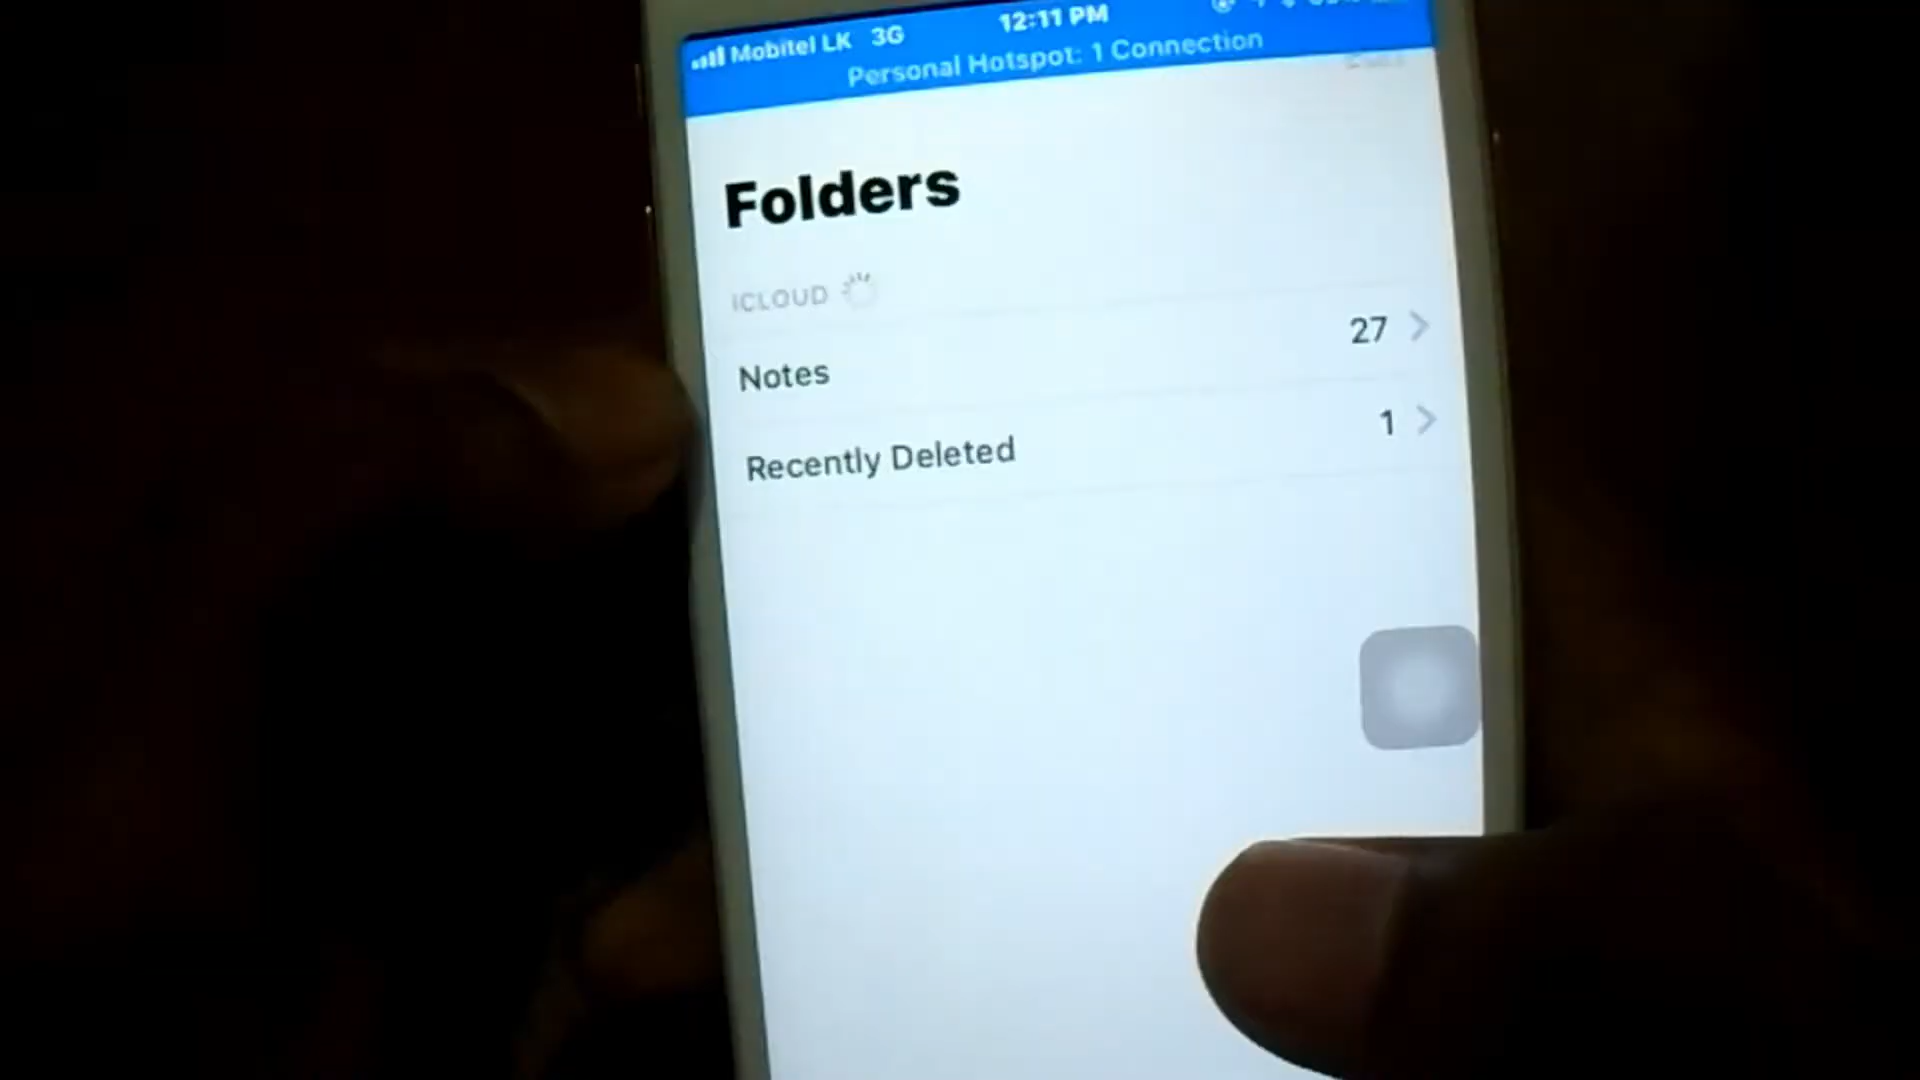 Mobitel LK 3G 12:11 PM
Personal Hotspot: 1 Connection
Folders
ICLOUD
Notes 27
Recently Deleted 1